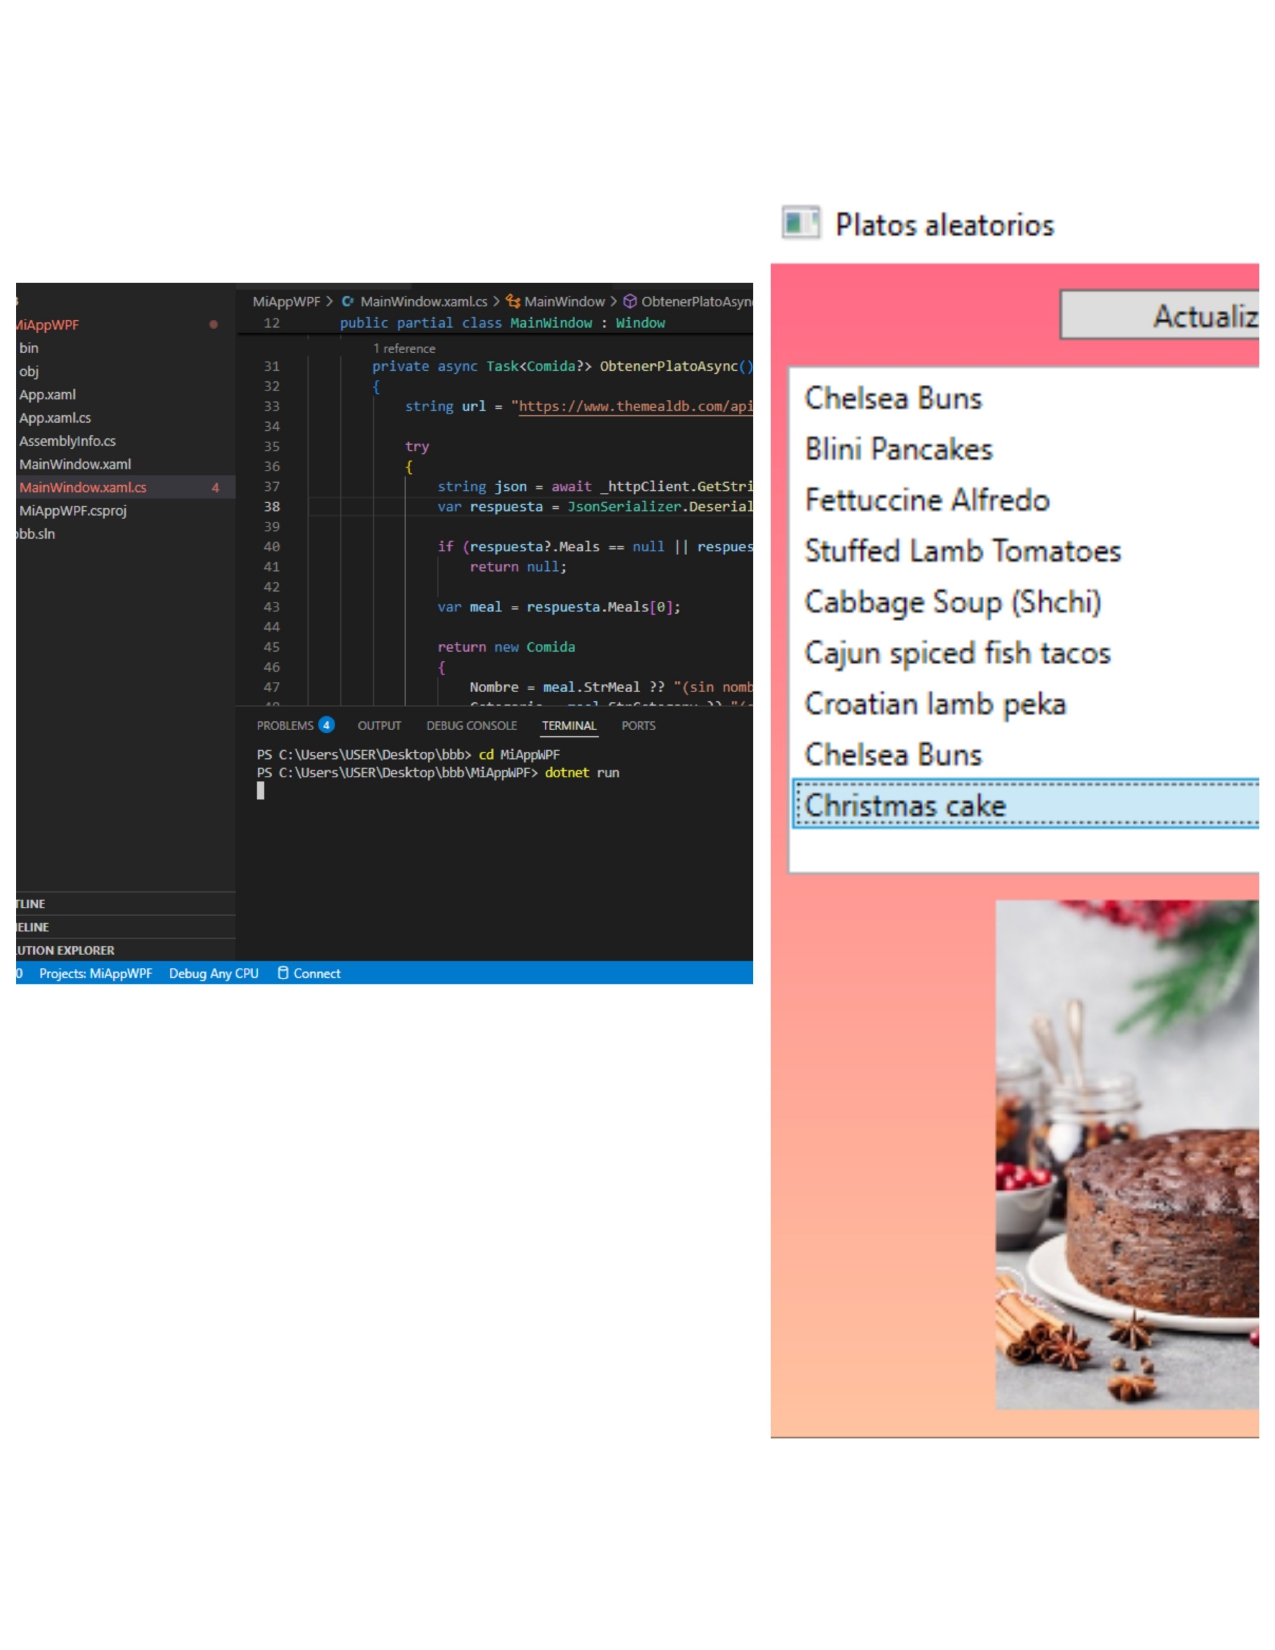 MiAppWPF
bin
obj
App.xaml
App.xaml.cs
AssemblyInfo.cs
MainWindow.xaml
MainWindow.xaml.cs 4
MiAppWPF.csproj
bbb.sln
TLINE
ELINE
UTION EXPLORER
MiAppWPF > MainWindow.xaml.cs > MainWindow > ObtenerPlatoAsyn
12 public partial class MainWindow : Window
1 reference
31 private async Task<Comida?> ObtenerPlatoAsync()
32 {
33 string url = "https://www.themealdb.com/api
34
35 try
36 {
37 string json = await _httpClient.GetStri
38 var respuesta = JsonSerializer.Deserial
39
40 if (respuesta?.Meals == null || respues
41 return null;
42
43 var meal = respuesta.Meals[0];
44
45 return new Comida
46 {
47 Nombre = meal.StrMeal ?? "(sin nomb
PROBLEMS 4 OUTPUT DEBUG CONSOLE TERMINAL PORTS
PS C:\Users\USER\Desktop\bbb> cd MiAppWPF
PS C:\Users\USER\Desktop\bbb\MiAppWPF> dotnet run
0 Projects: MiAppWPF Debug Any CPU Connect
Platos aleatorios
Actualiz
Chelsea Buns
Blini Pancakes
Fettuccine Alfredo
Stuffed Lamb Tomatoes
Cabbage Soup (Shchi)
Cajun spiced fish tacos
Croatian lamb peka
Chelsea Buns
Christmas cake